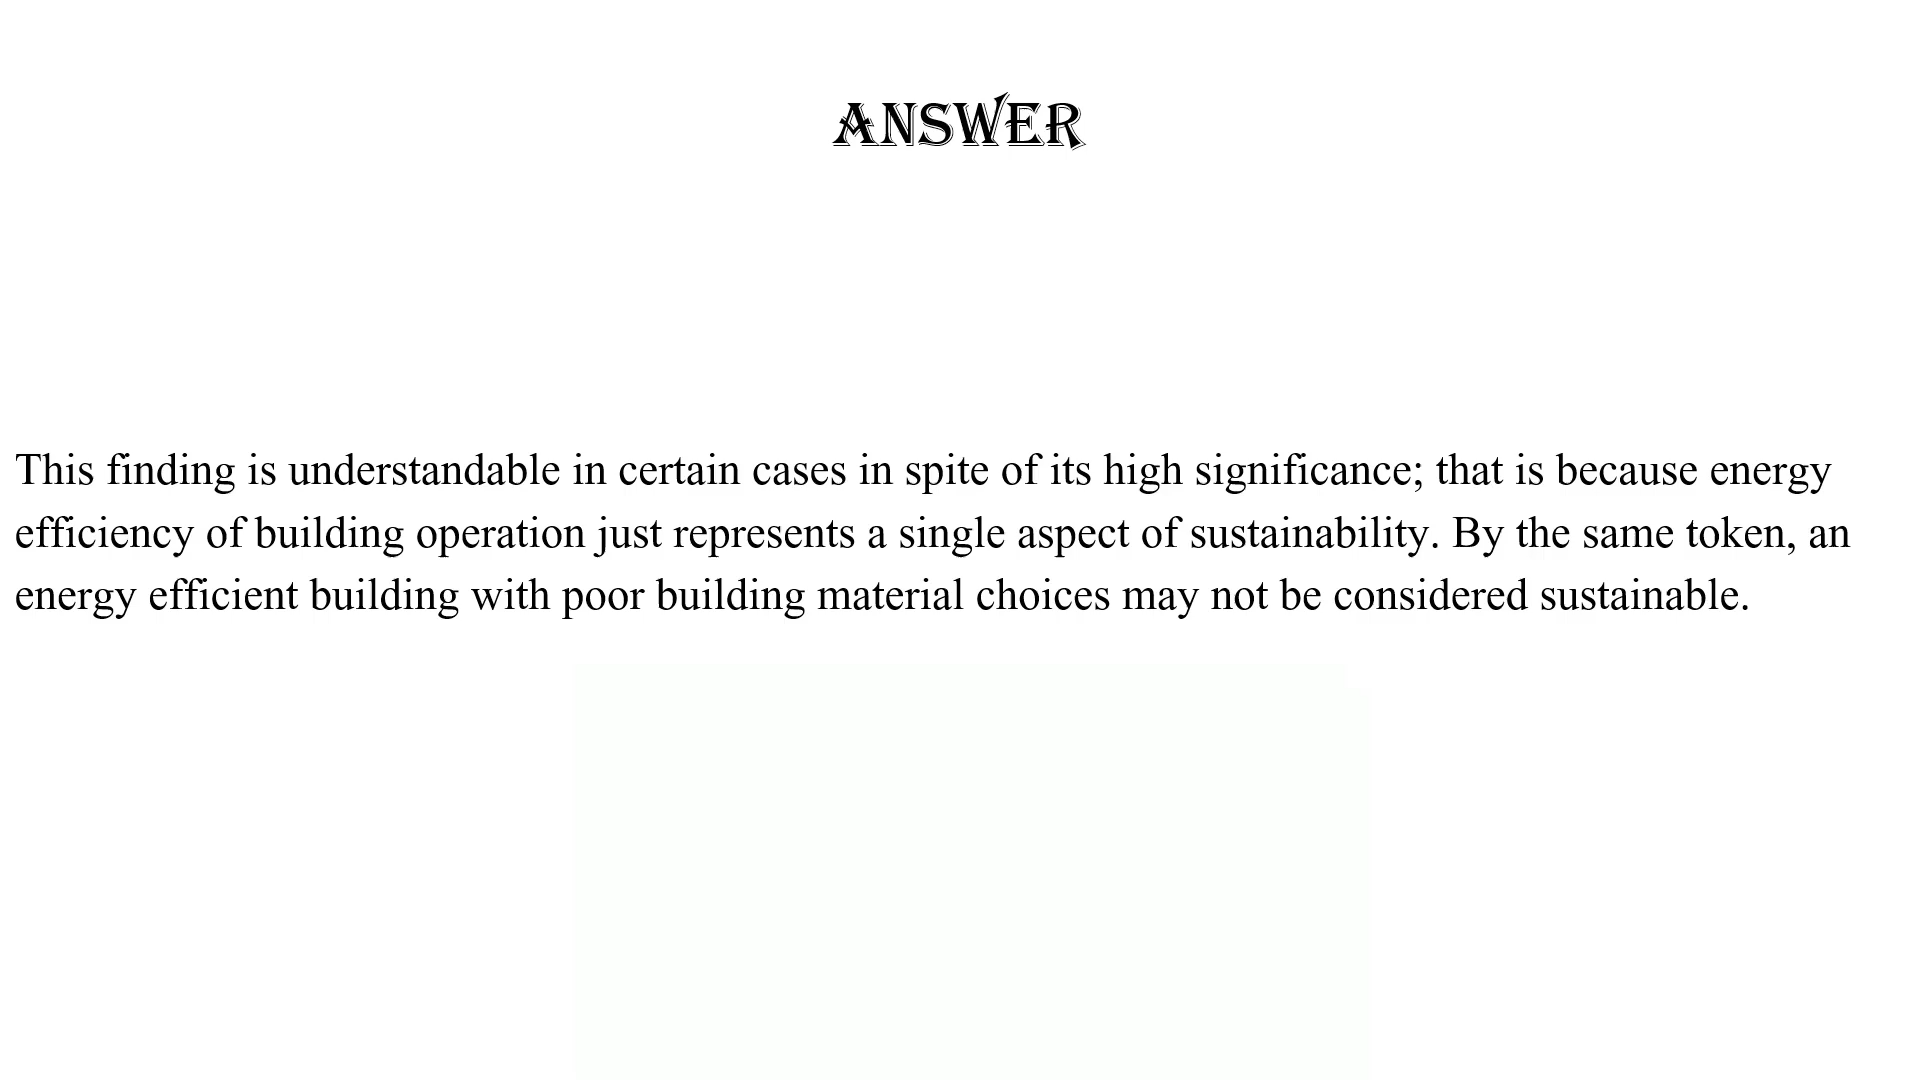 ANSWER
This finding is understandable in certain cases in spite of its high significance; that is because energy
efficiency of building operation just represents a single aspect of sustainability. By the same token, an
energy efficient building with poor building material choices may not be considered sustainable.